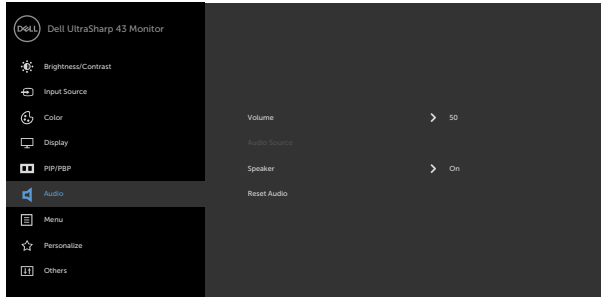 DELL Dell UltraSharp 43 Monitor
Brightness/Contrast
Input Source
Color
Display
PIP/PBP
Audio
Menu
Personalize
Others
Volume 50
Audio Source
Speaker On
Reset Audio